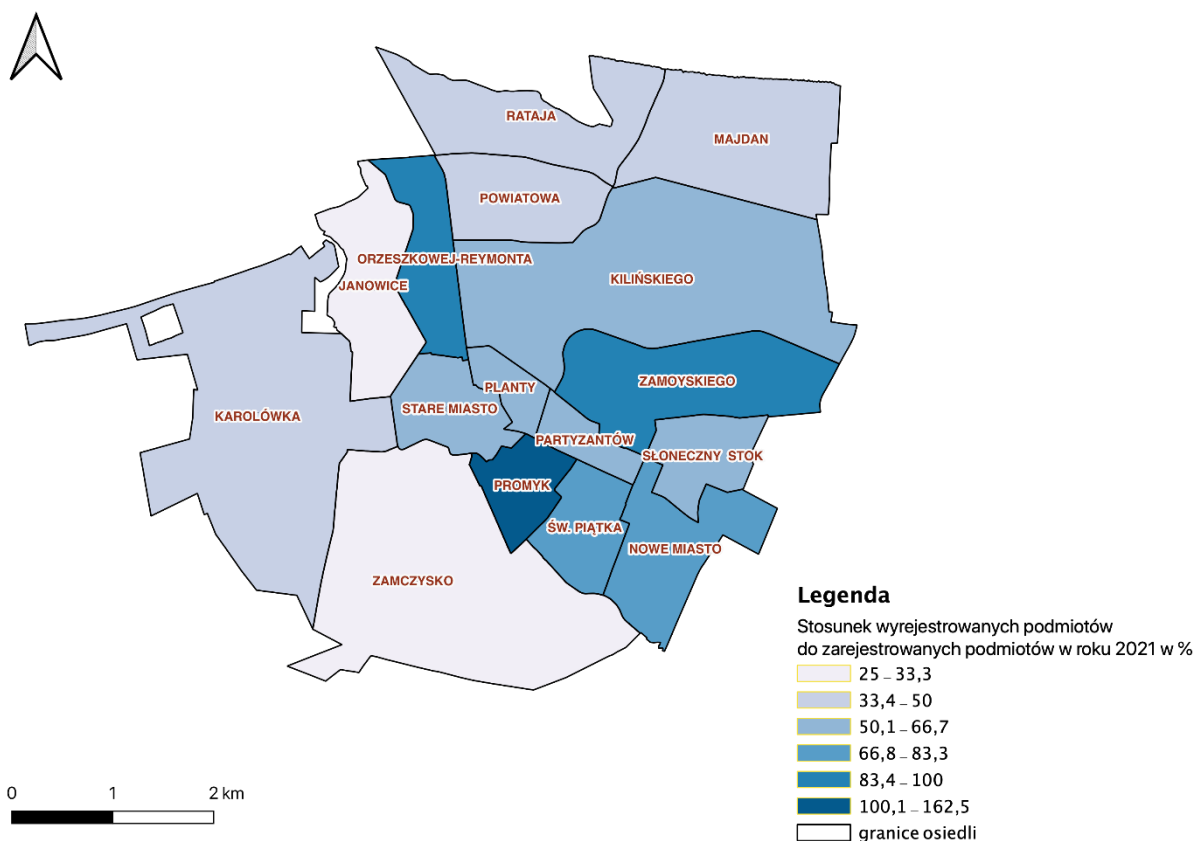 RATAJA
MAJDAN
POWIATOWA
ORZESZKOWEJ-REYMONTA
KILIŃSKIEGO
JANOWICE
ZAMOYSKIEGO
PLANTY
STARE MIASTO
KAROLÓWKA
PARTYZANTÓW
SŁONECZNY STOK
PROMYK
ŚW. PIĄTKA
NOWE MIASTO
ZAMCZYSKO
Legenda
Stosunek wyrejestrowanych podmiotów
do zarejestrowanych podmiotów w roku 2021 w %
25 – 33,3
33,4 – 50
50,1 – 66,7
66,8 – 83,3
83,4 – 100
100,1 – 162,5
granice osiedli
0 1 2 km